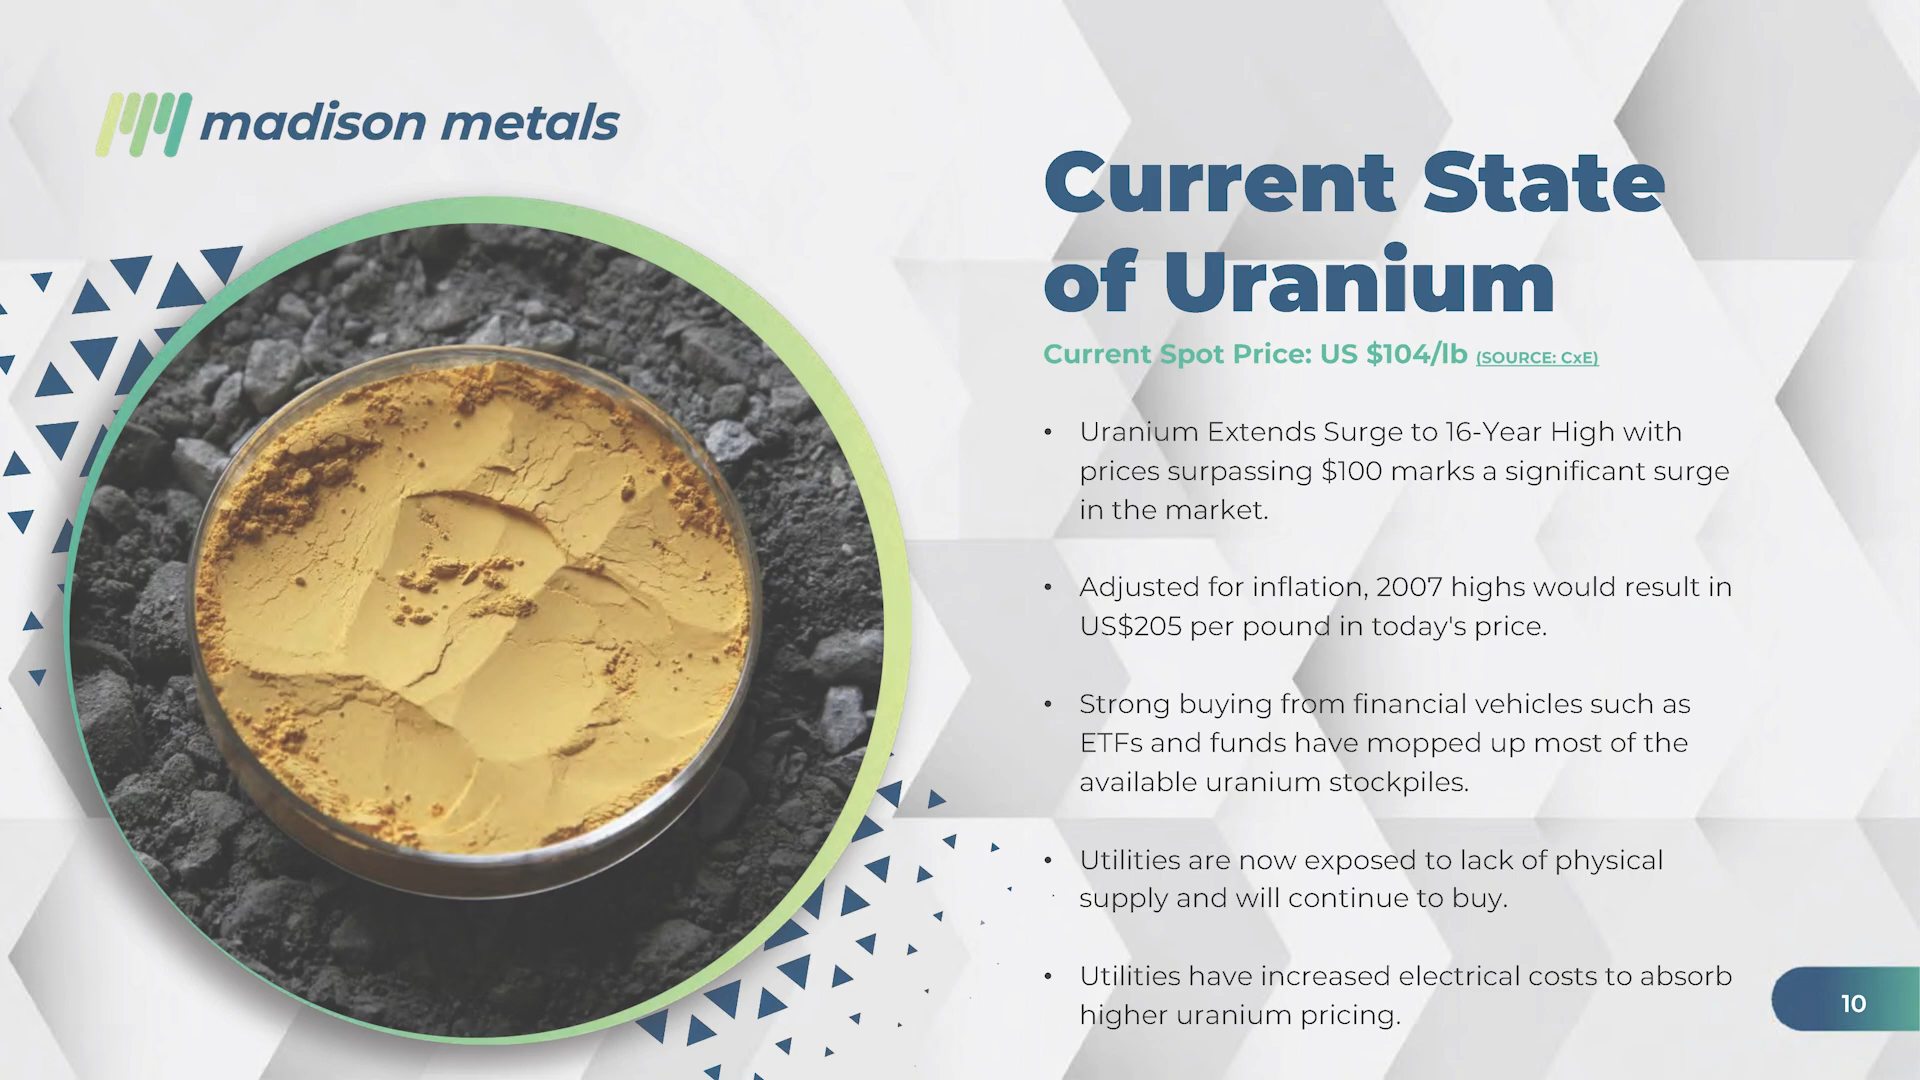 madison metals
Current State
of Uranium
Current Spot Price: US $104/lb (SOURCE: CxE)
• Uranium Extends Surge to 16-Year High with
prices surpassing $100 marks a significant surge
in the market.
• Adjusted for inflation, 2007 highs would result in
US$205 per pound in today's price.
• Strong buying from financial vehicles such as
ETFs and funds have mopped up most of the
available uranium stockpiles.
• Utilities are now exposed to lack of physical
supply and will continue to buy.
• Utilities have increased electrical costs to absorb
higher uranium pricing.
10